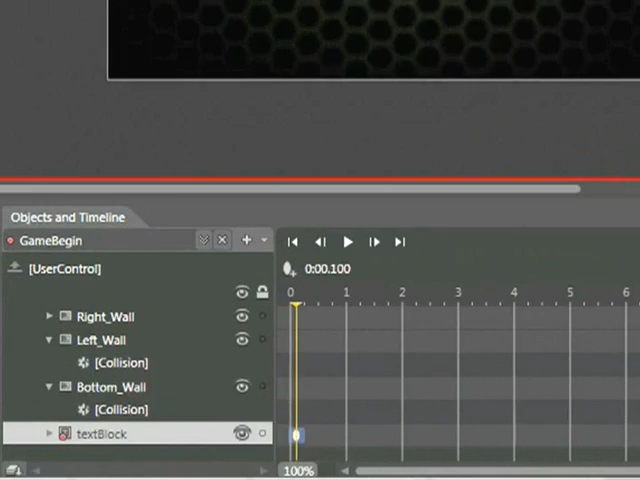 Objects and Timeline
GameBegin
[UserControl]
0:00.100
0 1 2 3 4 5 6
Right_Wall
Left_Wall
[Collision]
Bottom_Wall
[Collision]
textBlock
100%